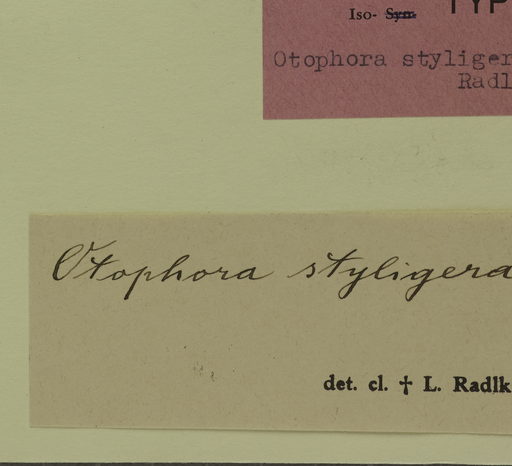 Iso- Syn- TYP
Otophora styliger
Radl
Otophora styligera
det. cl. † L. Radlk